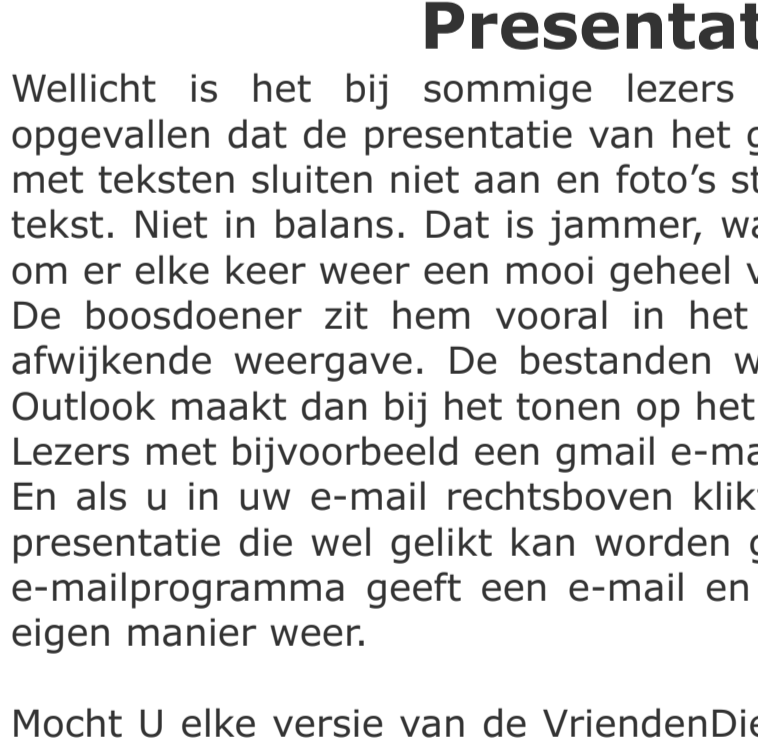 Presentat
Wellicht is het bij sommige lezers
opgevallen dat de presentatie van het g
met teksten sluiten niet aan en foto's st
tekst. Niet in balans. Dat is jammer, wa
om er elke keer weer een mooi geheel v
De boosdoener zit hem vooral in het
afwijkende weergave. De bestanden w
Outlook maakt dan bij het tonen op het
Lezers met bijvoorbeeld een gmail e-ma
En als u in uw e-mail rechtsboven klik
presentatie die wel gelikt kan worden g
e-mailprogramma geeft een e-mail en
eigen manier weer.
Mocht U elke versie van de VriendenDie